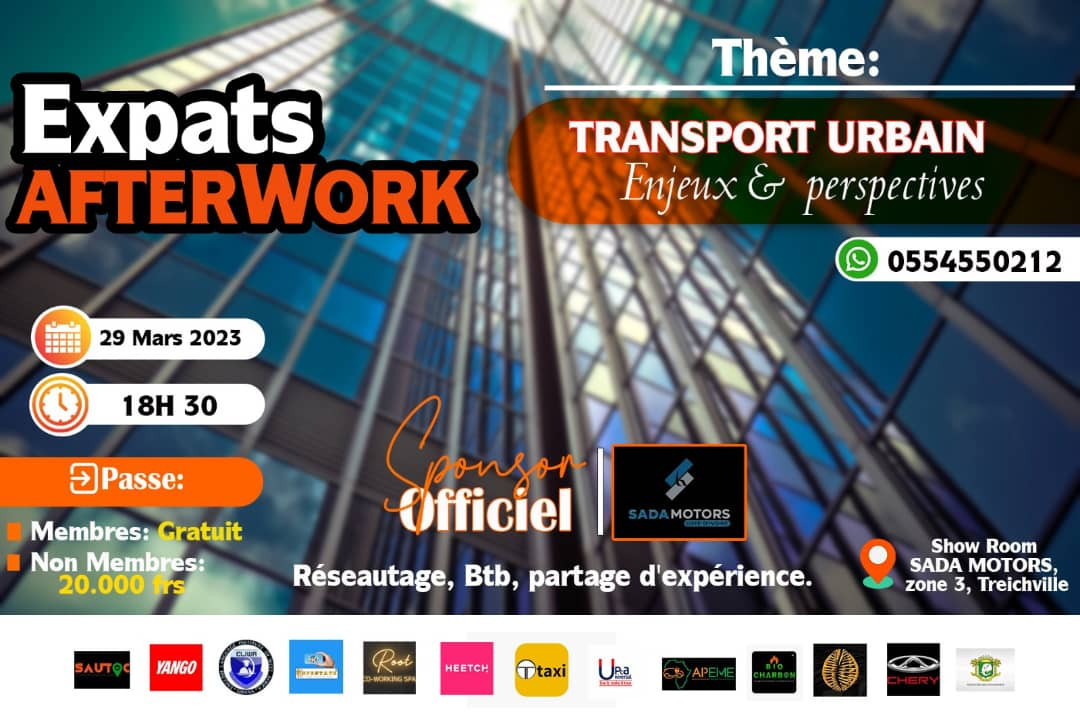 Expats
AFTERWORK
Thème:
TRANSPORT URBAIN
Enjeux & perspectives
0554550212
29 Mars 2023
18H 30
Passe:
Membres: Gratuit
Non Membres:
20.000 frs
Sponsor
Officiel
SADA MOTORS
Réseautage, Btb, partage d'expérience.
Show Room
SADA MOTORS,
zone 3, Treichville
YANGO
Root
HEETCH
Ttaxi
APEME
BIO
CHARBON
CHERY